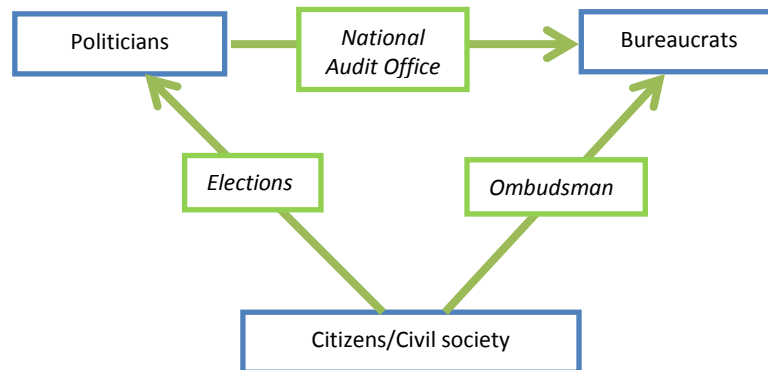 Politicians
National
Audit Office
Bureaucrats
Elections
Ombudsman
Citizens/Civil society